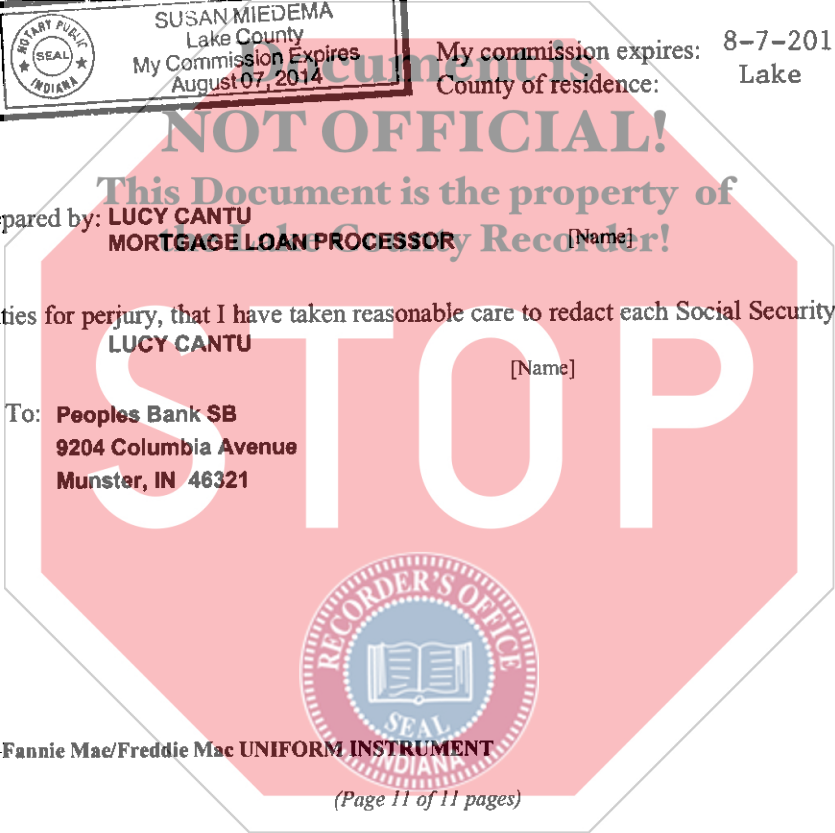 SUSAN MIEDEMA
Lake County
My Commission Expires
August 07, 2014
NOTARY PUBLIC
SEAL
INDIANA
My commission expires: 8-7-201
County of residence: Lake
Document is
NOT OFFICIAL!
This Document is the property of
the Lake County Recorder!
pared by: LUCY CANTU
MORTGAGE LOAN PROCESSOR [Name]
ties for perjury, that I have taken reasonable care to redact each Social Security
LUCY CANTU
[Name]
STOP
To: Peoples Bank SB
9204 Columbia Avenue
Munster, IN 46321
RECORDER'S OFFICE
SEAL
INDIANA
-Fannie Mae/Freddie Mac UNIFORM INSTRUMENT
(Page 11 of 11 pages)